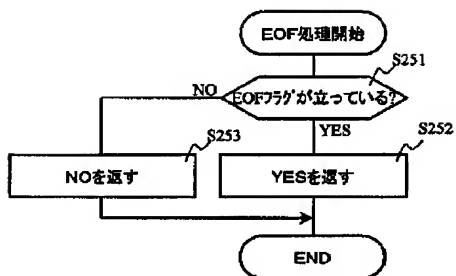 EOF処理開始
S251
EOFフラグが立っている?
NO
YES
S253
S252
NOを返す
YESを返す
END